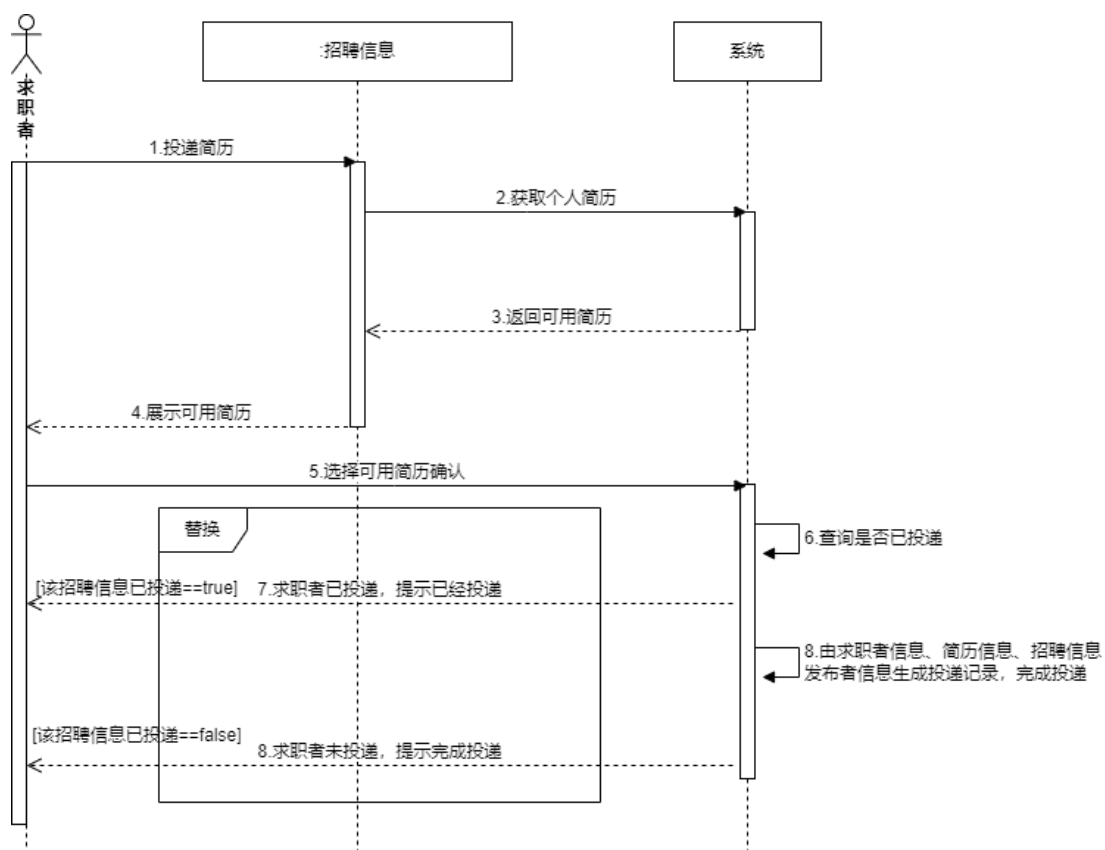 :招聘信息
系统
求职者
1.投递简历
2.获取个人简历
3.返回可用简历
4.展示可用简历
5.选择可用简历确认
替换
6.查询是否已投递
[该招聘信息已投递==true]
7.求职者已投递，提示已经投递
8.由求职者信息、简历信息、招聘信息
发布者信息生成投递记录，完成投递
[该招聘信息已投递==false]
8.求职者未投递，提示完成投递